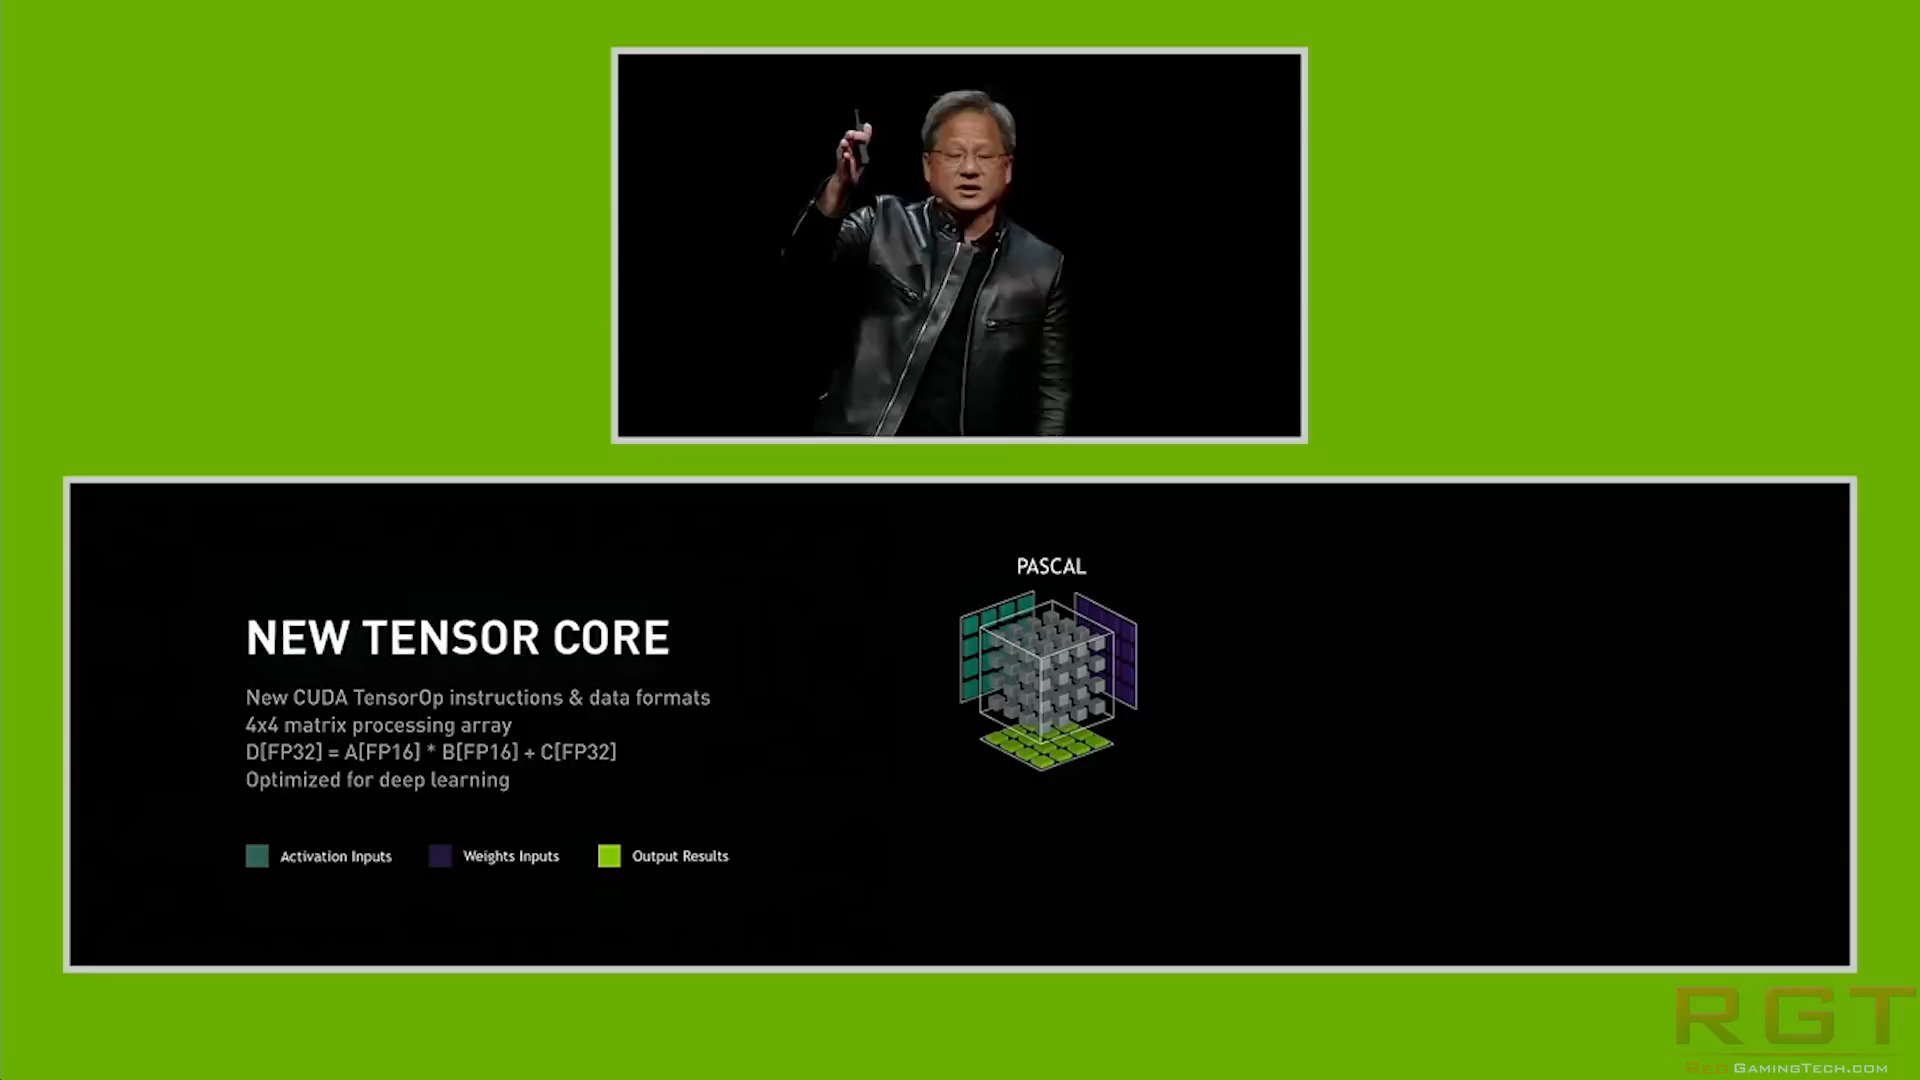 PASCAL
NEW TENSOR CORE
New CUDA TensorOp instructions & data formats
4x4 matrix processing array
D[FP32] = A[FP16] * B[FP16] + C[FP32]
Optimized for deep learning
Activation Inputs
Weights Inputs
Output Results
RGT
RedGamingTech.com